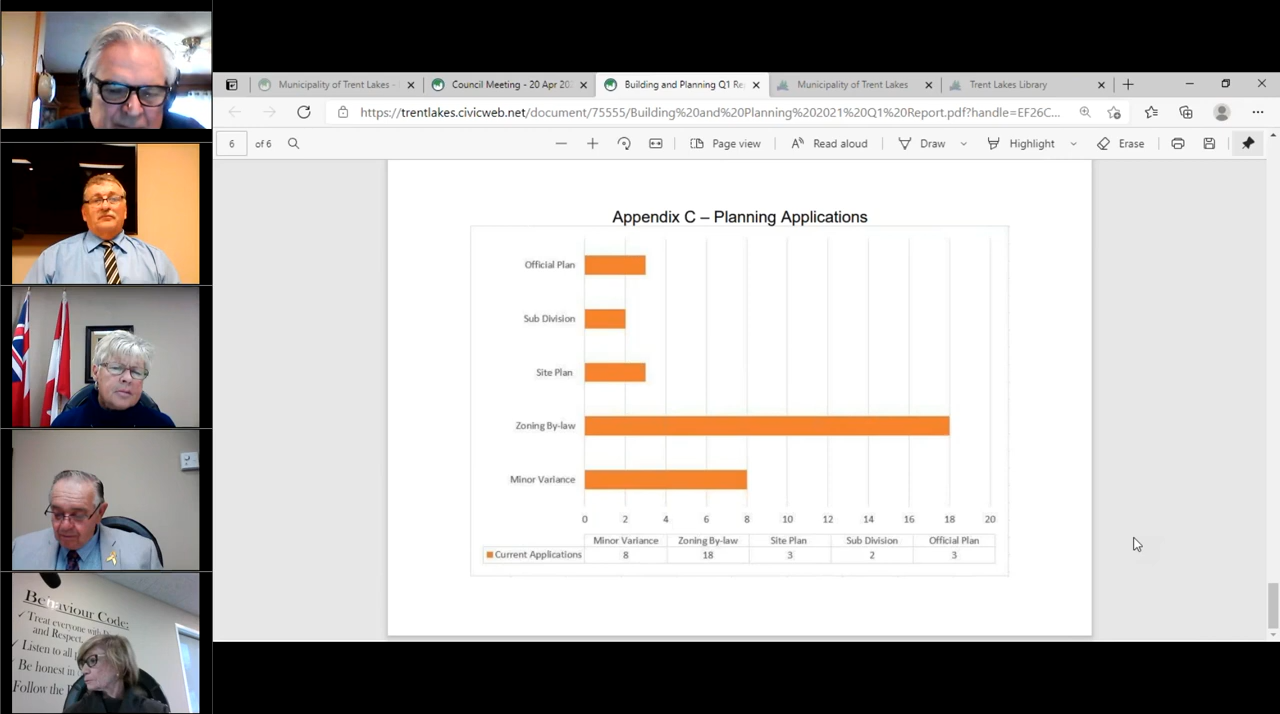 Municipality of Trent Lakes -
Council Meeting - 20 Apr 202
Building and Planning Q1 Re
Municipality of Trent Lakes
Trent Lakes Library
https://trentlakes.civicweb.net/document/75555/Building%20and%20Planning%202021%20Q1%20Report.pdf?handle=EF26C...
6 of 6
Page view
Read aloud
Draw
Highlight
Erase
Appendix C – Planning Applications
Official Plan
Sub Division
Site Plan
Zoning By-law
Minor Variance
0 2 4 6 8 10 12 14 16 18 20
Minor Variance Zoning By-law Site Plan Sub Division Official Plan
Current Applications 8 18 3 2 3
Behaviour Code:
✓ Treat everyone with
and Respect.
✓ Listen to all
Be honest in
Follow the